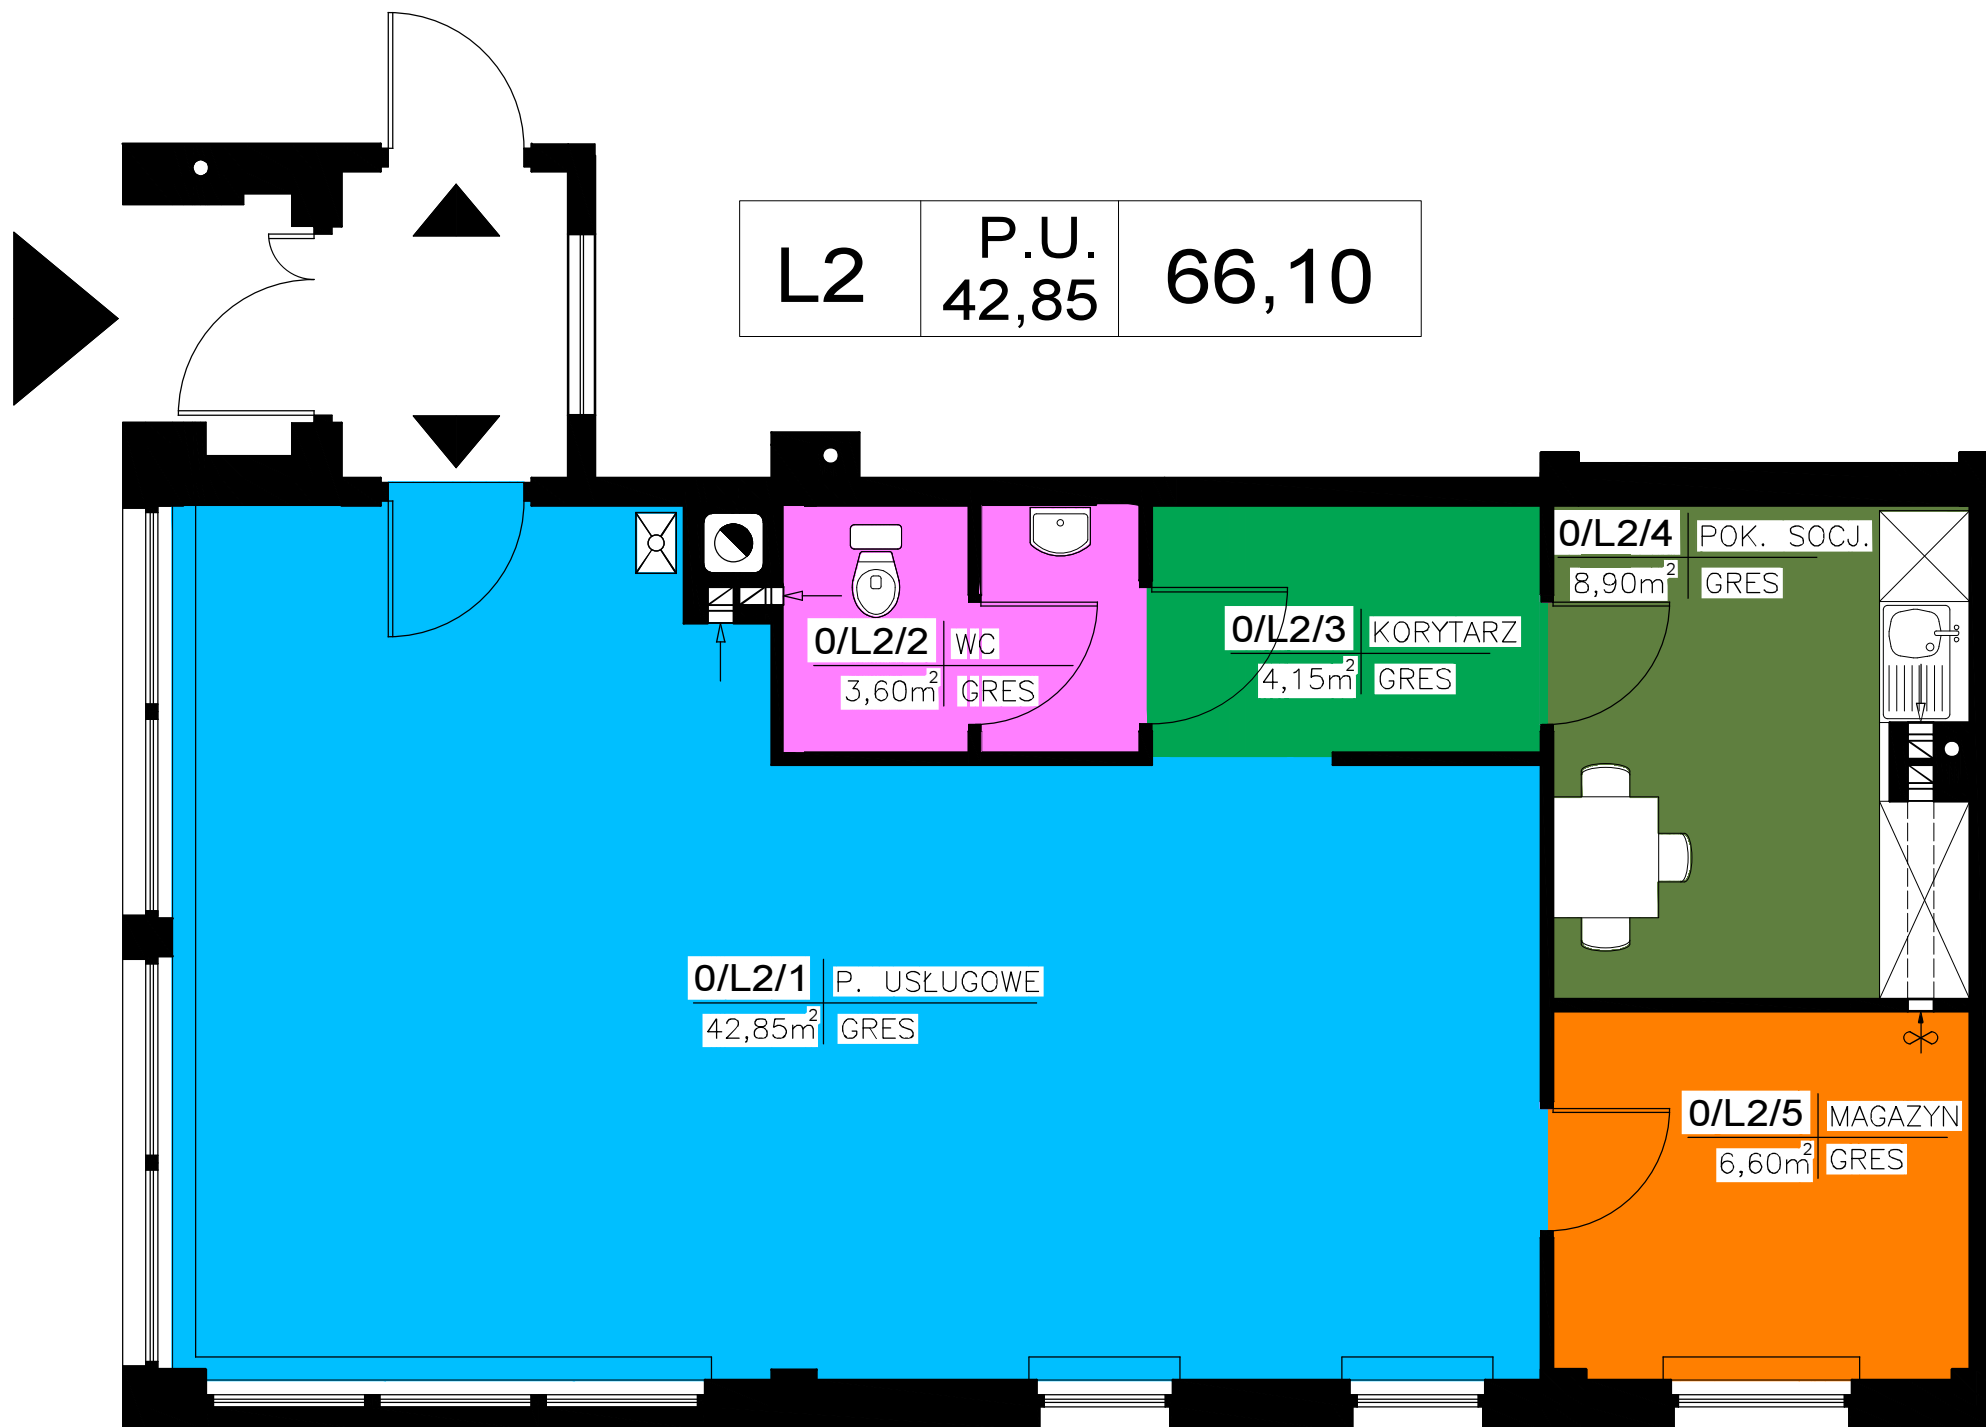 L2
P.U.
42,85
66,10
0/L2/4 POK. SOCJ.
8,90m² GRES
0/L2/2 WC
3,60m² GRES
0/L2/3 KORYTARZ
4,15m² GRES
0/L2/1 P. USŁUGOWE
42,85m² GRES
0/L2/5 MAGAZYN
6,60m² GRES